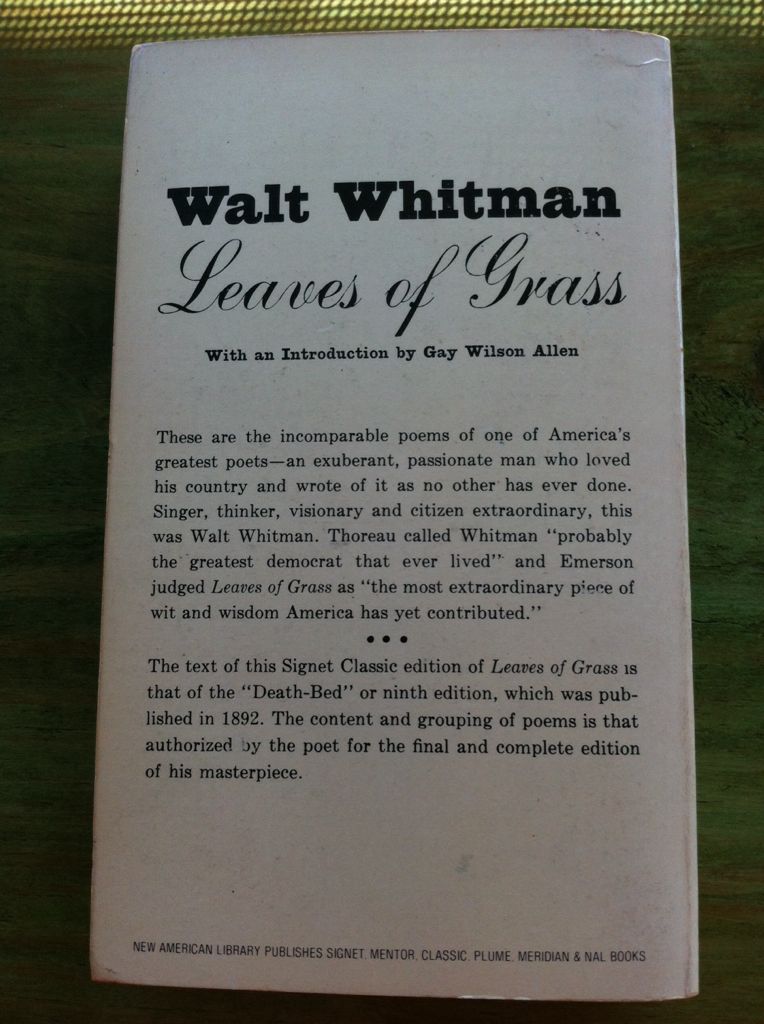 Walt Whitman
Leaves of Grass
With an Introduction by Gay Wilson Allen
These are the incomparable poems of one of America's
greatest poets—an exuberant, passionate man who loved
his country and wrote of it as no other has ever done.
Singer, thinker, visionary and citizen extraordinary, this
was Walt Whitman. Thoreau called Whitman "probably
the greatest democrat that ever lived" and Emerson
judged Leaves of Grass as "the most extraordinary piece of
wit and wisdom America has yet contributed."
• • •
The text of this Signet Classic edition of Leaves of Grass is
that of the "Death-Bed" or ninth edition, which was pub-
lished in 1892. The content and grouping of poems is that
authorized by the poet for the final and complete edition
of his masterpiece.
NEW AMERICAN LIBRARY PUBLISHES SIGNET, MENTOR, CLASSIC, PLUME, MERIDIAN & NAL BOOKS